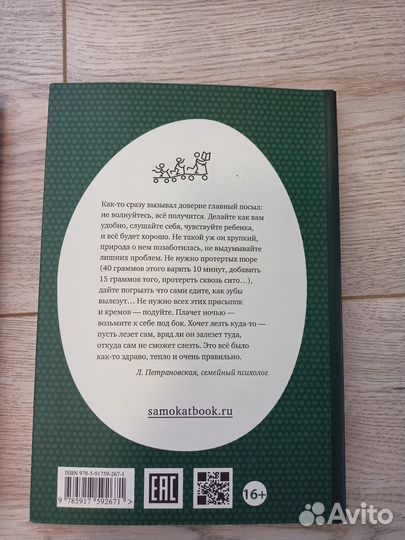 Как-то сразу вызывал доверие главный посыл:
не волнуйтесь, всё получится. Делайте как вам
удобно, слушайте себя, чувствуйте ребенка,
и всё будет хорошо. Не такой уж он хрупкий,
природа о нем позаботилась, не выдумывайте
лишних проблем. Не нужно протертых пюре
(40 граммов этого варить 10 минут, добавить
15 граммов того, протереть сквозь сито…),
дайте погрызть что сами едите, как зубы
вылезут… Не нужно всех этих присыпок
и кремов — подуйте. Плачет ночью —
возьмите к себе под бок. Хочет лезть куда-то —
пусть лезет сам, вряд ли он залезет туда,
откуда сам не сможет слезть. Это всё было
как-то здраво, тепло и очень правильно.
Л. Петрановская, семейный психолог
samokatbook.ru
ISBN 978-5-91759-267-1
9 785917 592671 >
EAC
16+
Avito